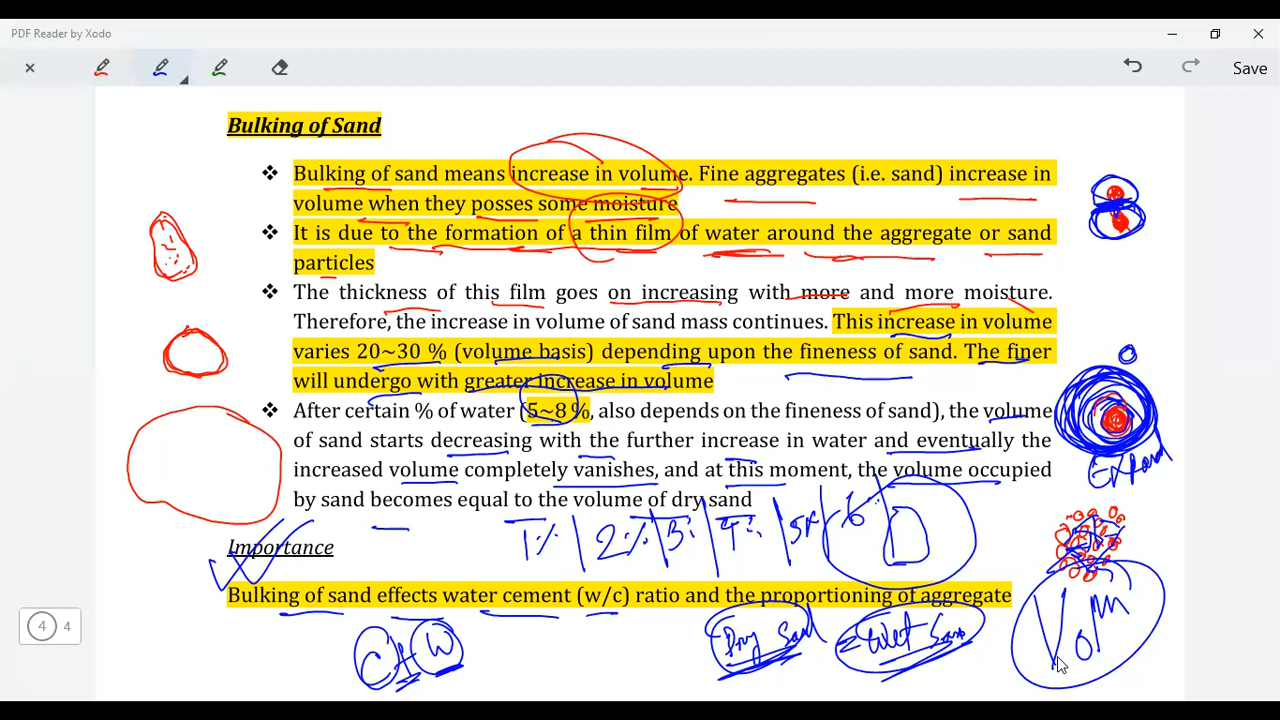 PDF Reader by Xodo
Save
Bulking of Sand
❖ Bulking of sand means increase in volume. Fine aggregates (i.e. sand) increase in
volume when they posses some moisture
❖ It is due to the formation of a thin film of water around the aggregate or sand
particles
❖ The thickness of this film goes on increasing with more and more moisture.
Therefore, the increase in volume of sand mass continues. This increase in volume
varies 20~30 % (volume basis) depending upon the fineness of sand. The finer
will undergo with greater increase in volume
❖ After certain % of water (5~8 %, also depends on the fineness of sand), the volume
of sand starts decreasing with the further increase in water and eventually the
increased volume completely vanishes, and at this moment, the volume occupied
Expand
by sand becomes equal to the volume of dry sand
1% 2% 3% 4% 5% 6
Importance
Bulking of sand effects water cement (w/c) ratio and the proportioning of aggregate
C + W
Dry Sand = Wet Sand
Vol
4 4